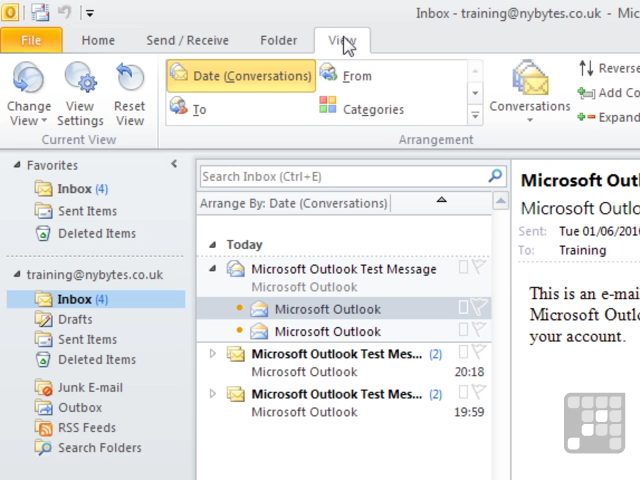 Inbox - training@nybytes.co.uk - Mic
File Home Send / Receive Folder View
Change View View Settings Reset View
Current View
Date (Conversations) From
To Categories
Arrangement
Conversations
Reverse
Add Co
Expand
Favorites
Inbox (4)
Sent Items
Deleted Items
training@nybytes.co.uk
Inbox (4)
Drafts
Sent Items
Deleted Items
Junk E-mail
Outbox
RSS Feeds
Search Folders
Search Inbox (Ctrl+E)
Arrange By: Date (Conversations)
Today
Microsoft Outlook Test Message
Microsoft Outlook
Microsoft Outlook
Microsoft Outlook
Microsoft Outlook Test Mes... (2)
Microsoft Outlook 20:18
Microsoft Outlook Test Mes... (2)
Microsoft Outlook 19:59
Microsoft Outl
Microsoft Outlo
Sent: Tue 01/06/2010
To: Training
This is an e-mai
Microsoft Outlo
your account.